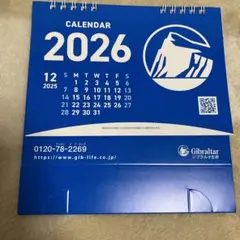 CALENDAR
2026
12
2025
S M T W T F S
1 2 3 4 5 6
7 8 9 10 11 12 13
14 15 16 17 18 19 20
21 22 23 24 25 26 27
28 29 30 31
0120-78-2269
https://www.gib-life.co.jp/
Gibraltar
ジブラルタ生命